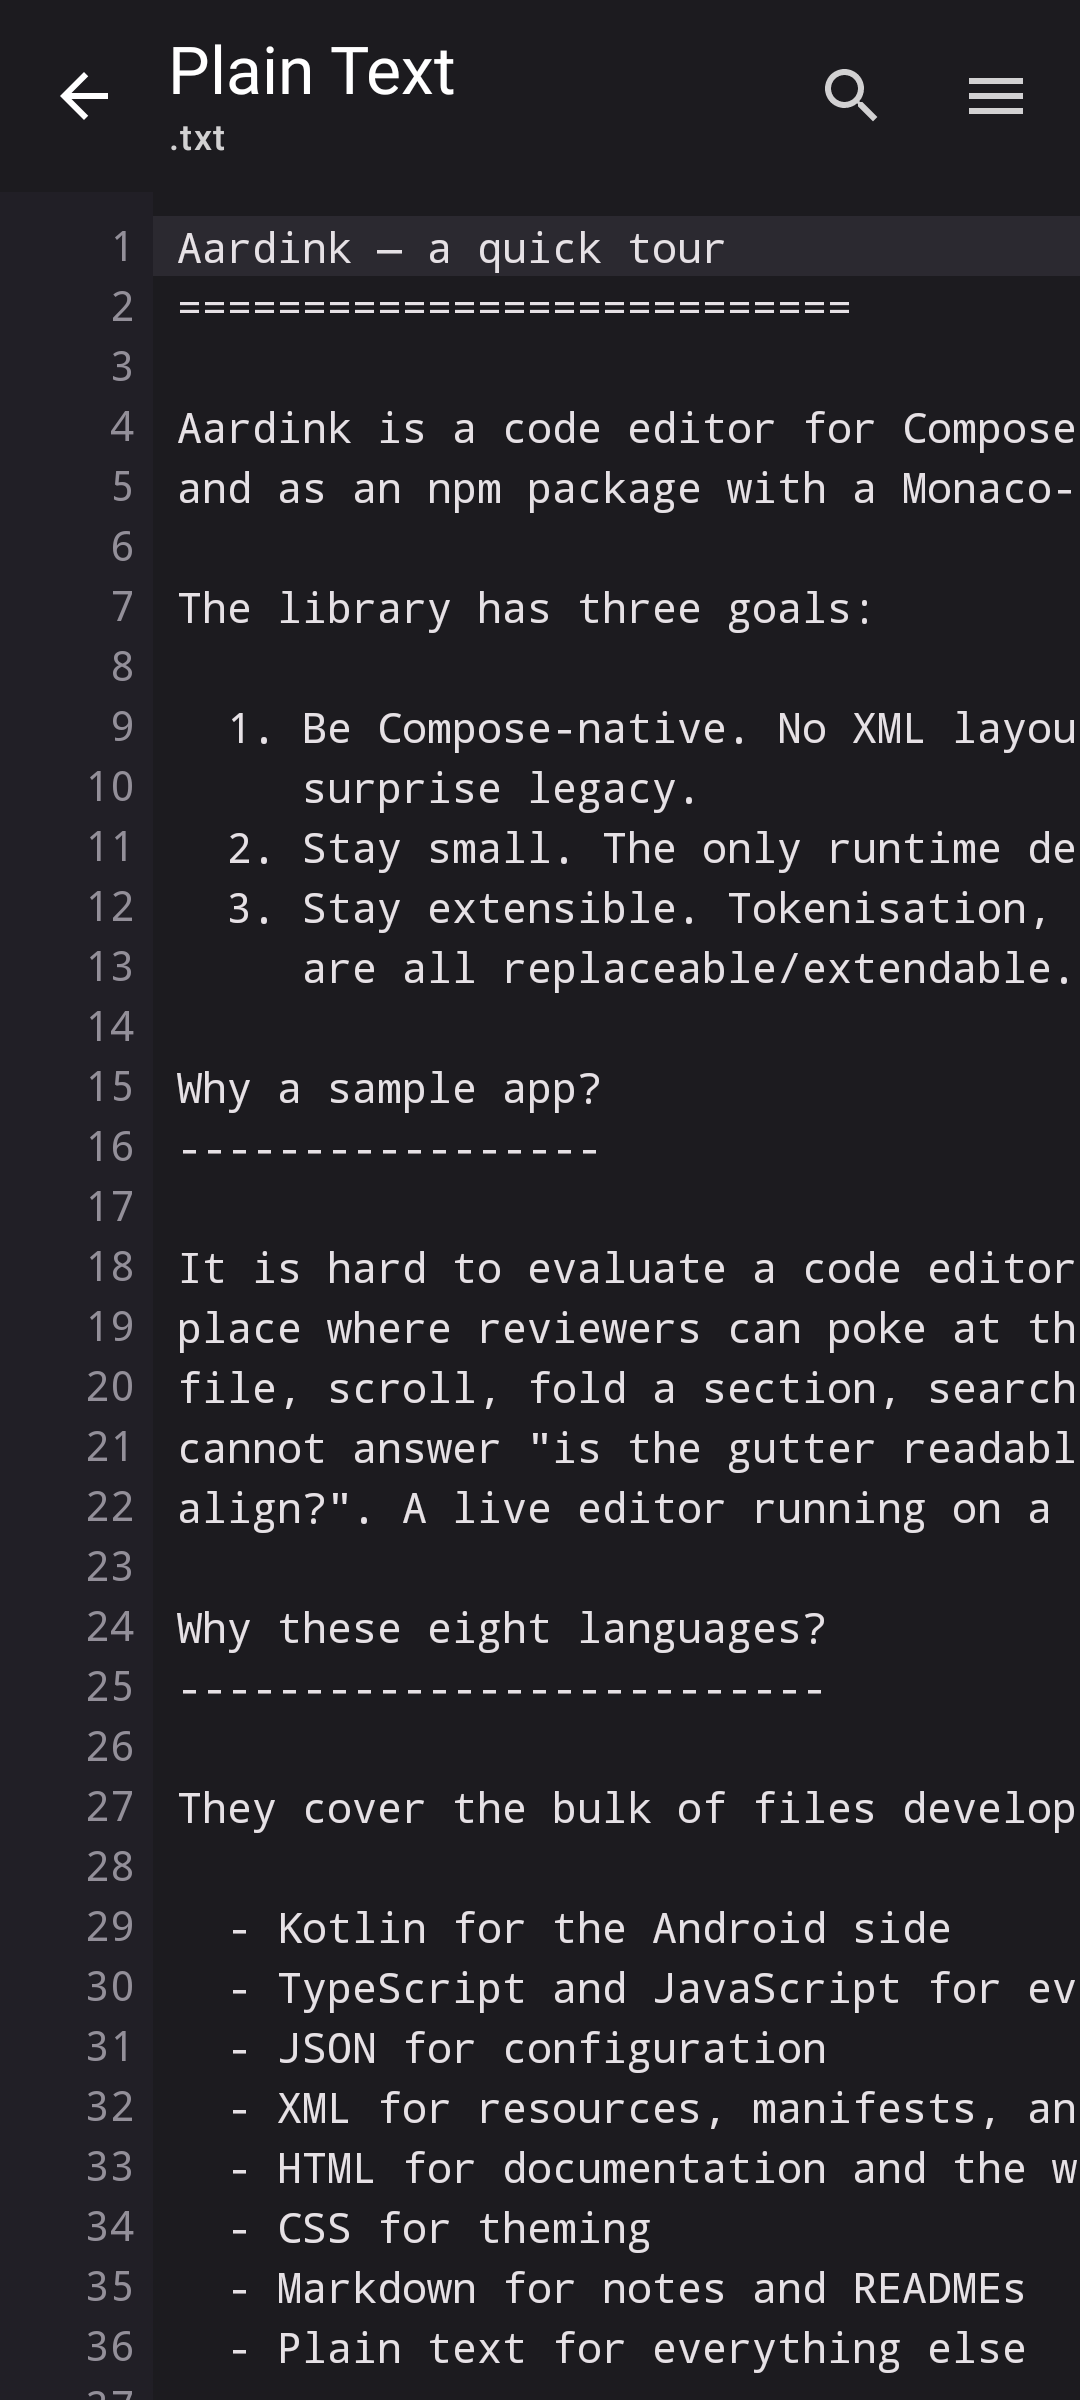 Plain Text
.txt
1 Aardink — a quick tour
2 ===========================
3
4 Aardink is a code editor for Compose
5 and as an npm package with a Monaco-
6
7 The library has three goals:
8
9   1. Be Compose-native. No XML layou
10      surprise legacy.
11   2. Stay small. The only runtime de
12   3. Stay extensible. Tokenisation,
13      are all replaceable/extendable.
14
15 Why a sample app?
16 -----------------
17
18 It is hard to evaluate a code editor
19 place where reviewers can poke at th
20 file, scroll, fold a section, search
21 cannot answer "is the gutter readabl
22 align?". A live editor running on a
23
24 Why these eight languages?
25 --------------------------
26
27 They cover the bulk of files develop
28
29   - Kotlin for the Android side
30   - TypeScript and JavaScript for ev
31   - JSON for configuration
32   - XML for resources, manifests, an
33   - HTML for documentation and the w
34   - CSS for theming
35   - Markdown for notes and READMEs
36   - Plain text for everything else
37